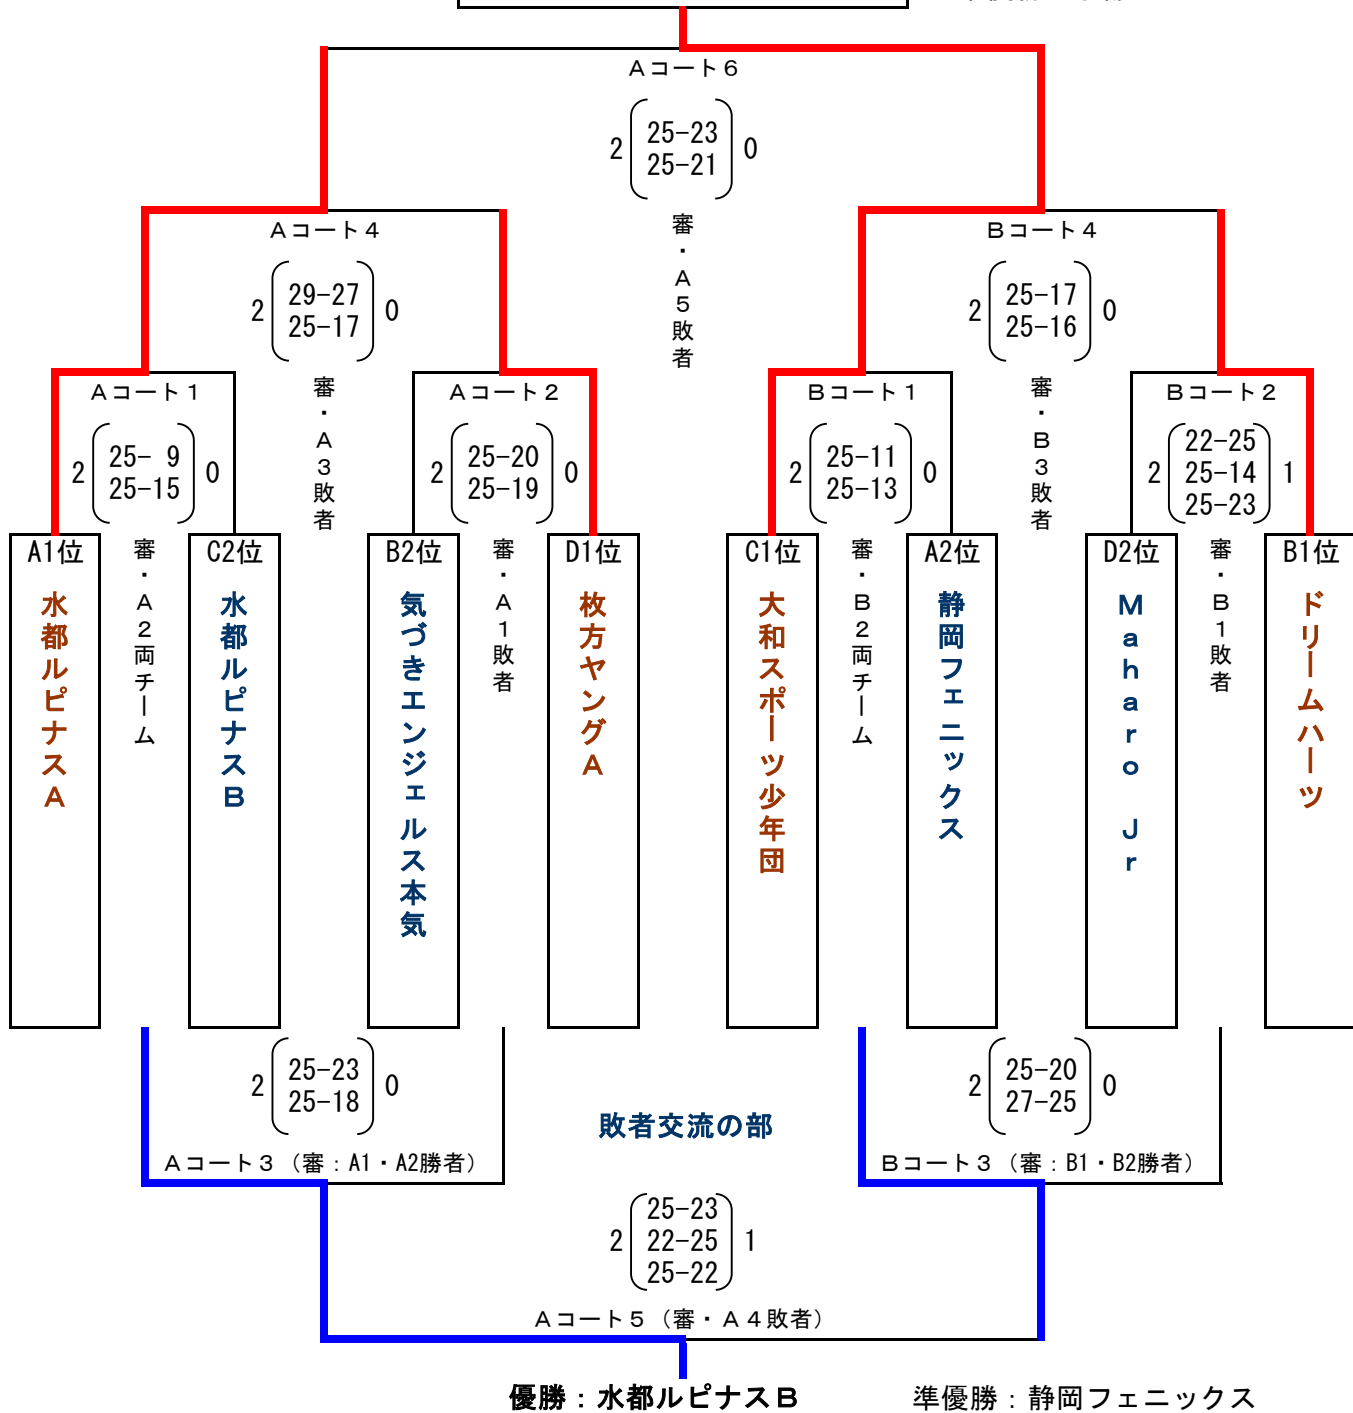 Aコート6
2 25-23 0
25-21
審・A5敗者
Aコート4
2 29-27 0
25-17
審・A3敗者
Bコート4
2 25-17 0
25-16
審・B3敗者
Aコート1
2 25- 9 0
25-15
審・A2両チーム
Aコート2
2 25-20 0
25-19
審・A1敗者
Bコート1
2 25-11 0
25-13
審・B2両チーム
Bコート2
22-25
2 25-14 1
25-23
審・B1敗者
A1位
水都ルピナスA
C2位
水都ルピナスB
B2位
気づきエンジェルス本気
D1位
枚方ヤングA
C1位
大和スポーツ少年団
A2位
静岡フェニックス
D2位
Maharo Jr
B1位
ドリームハーツ
2 25-23 0
25-18
Aコート3（審：A1・A2勝者）
敗者交流の部
2 25-20 0
27-25
Bコート3（審：B1・B2勝者）
25-23
2 22-25 1
25-22
Aコート5（審・A4敗者）
優勝：水都ルピナスB
準優勝：静岡フェニックス